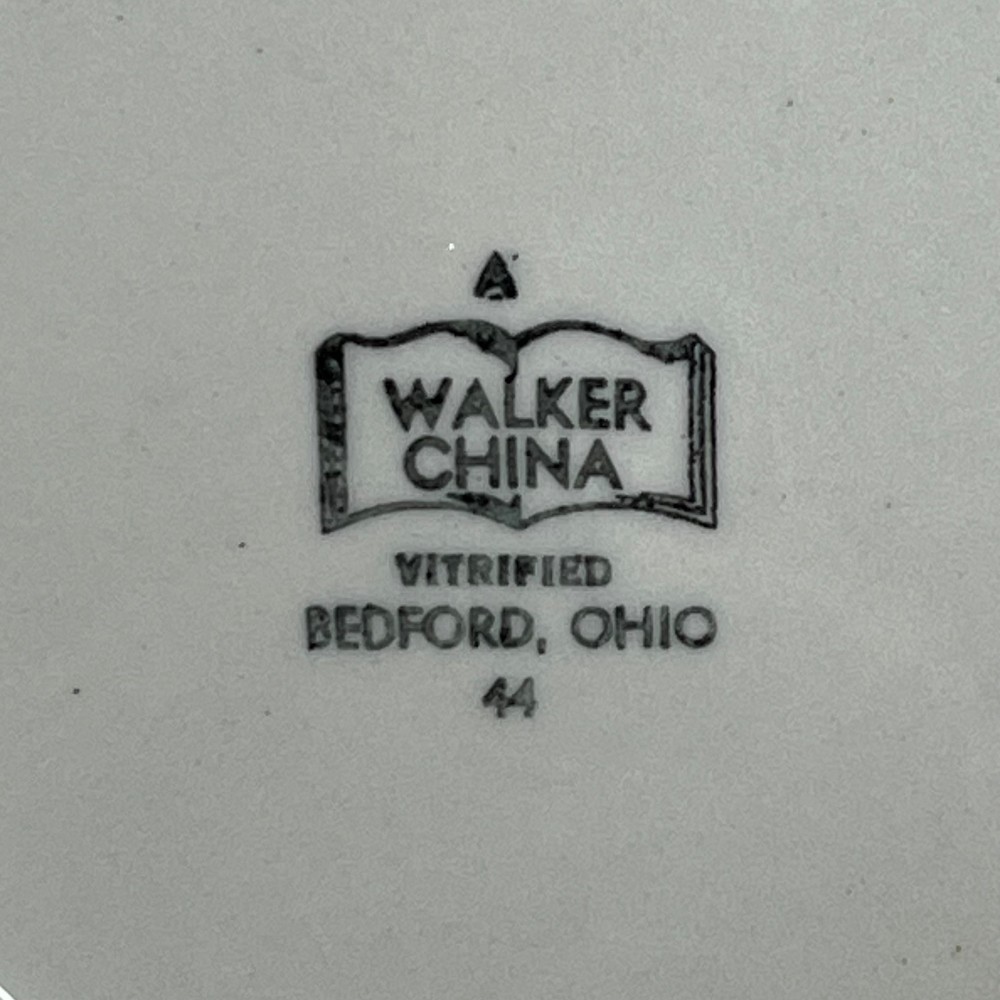 A
WALKER
CHINA
VITRIFIED
BEDFORD, OHIO
44